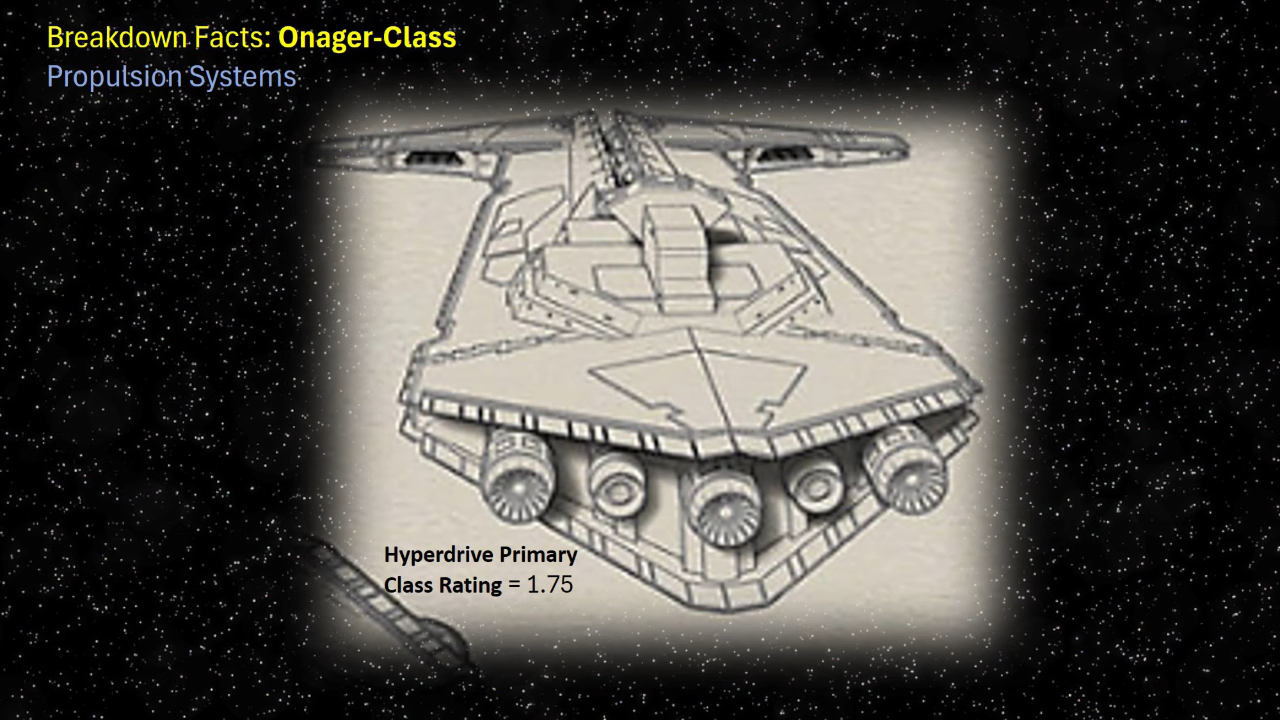 Breakdown Facts: Onager-Class
Propulsion Systems
Hyperdrive Primary
Class Rating = 1.75